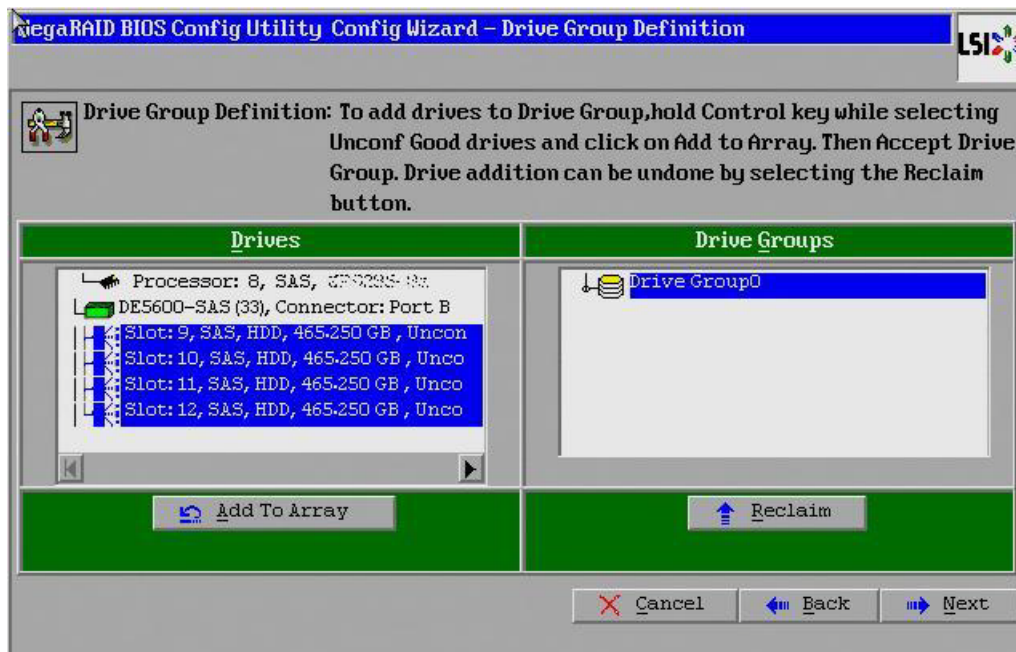 MegaRAID BIOS Config Utility Config Wizard – Drive Group Definition
LSI
Drive Group Definition: To add drives to Drive Group,hold Control key while selecting
Unconf Good drives and click on Add to Array. Then Accept Drive
Group. Drive addition can be undone by selecting the Reclaim
button.
Drives
Drive Groups
Processor: 8, SAS,
DE5600-SAS (33), Connector: Port B
Slot: 9, SAS, HDD, 465.250 GB , Uncon
Slot: 10, SAS, HDD, 465.250 GB , Unco
Slot: 11, SAS, HDD, 465.250 GB , Unco
Slot: 12, SAS, HDD, 465.250 GB , Unco
Drive Group0
Add To Array
Reclaim
Cancel
Back
Next